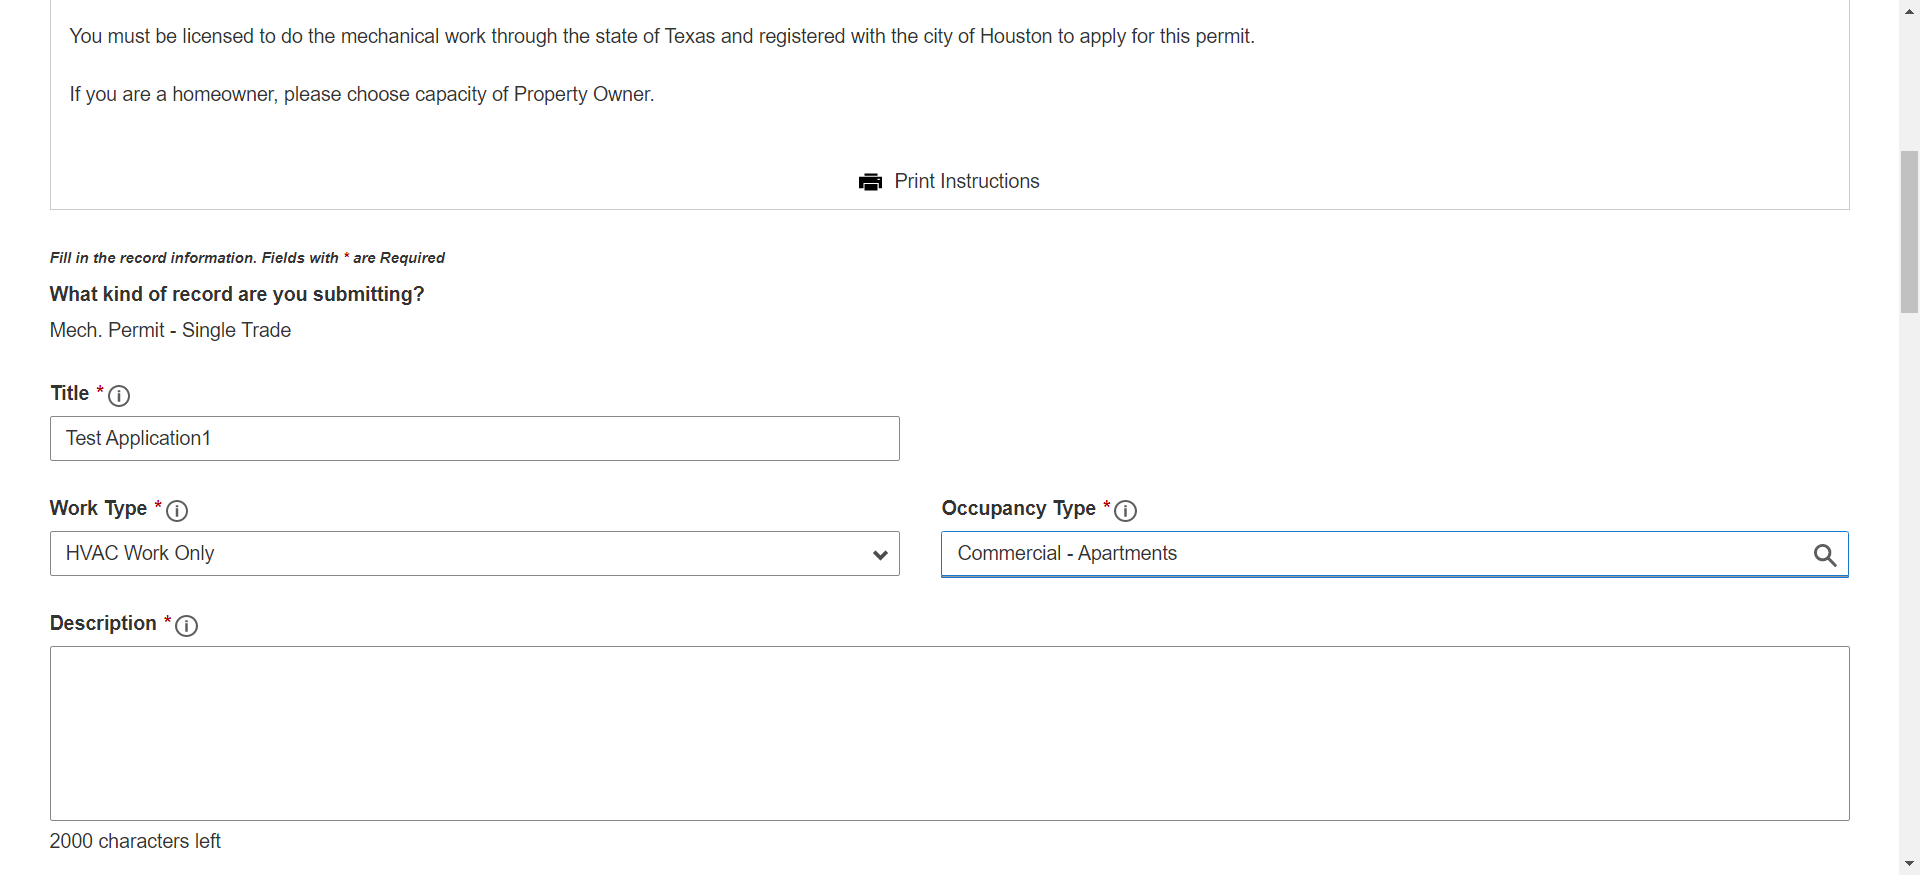 You must be licensed to do the mechanical work through the state of Texas and registered with the city of Houston to apply for this permit.
If you are a homeowner, please choose capacity of Property Owner.
Print Instructions
Fill in the record information. Fields with * are Required
What kind of record are you submitting?
Mech. Permit - Single Trade
Title *
Test Application1
Work Type *
HVAC Work Only
Occupancy Type *
Commercial - Apartments
Description *
2000 characters left